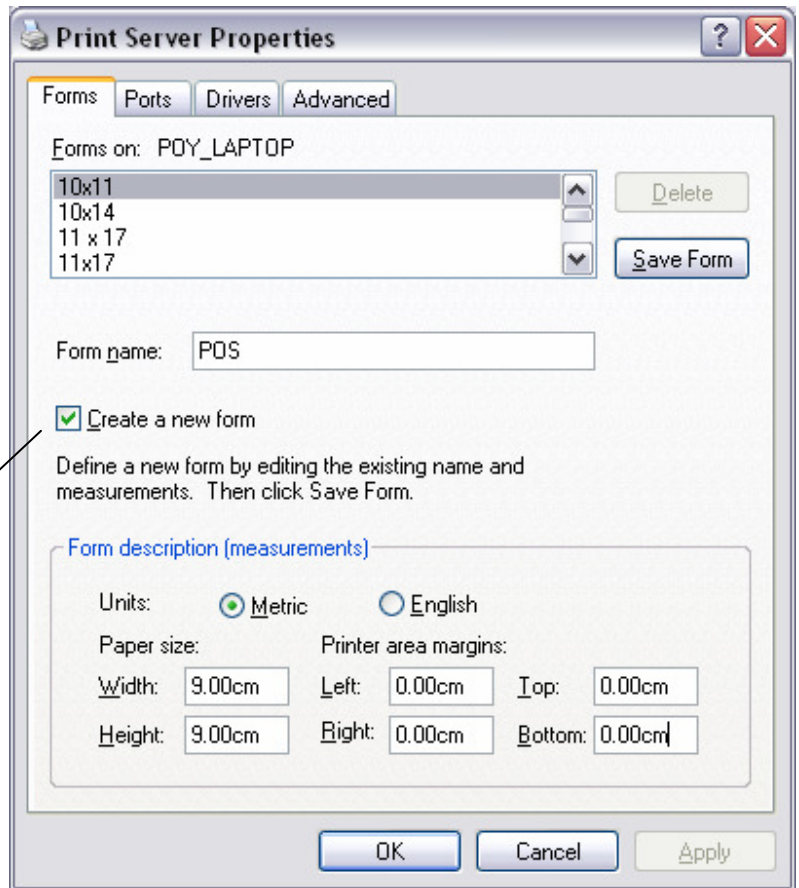 Print Server Properties
Forms Ports Drivers Advanced
Forms on: POY_LAPTOP
10x11
10x14
11 x 17
11x17
Delete
Save Form
Form name: POS
Create a new form
Define a new form by editing the existing name and
measurements. Then click Save Form.
Form description (measurements)
Units: Metric English
Paper size: Printer area margins:
Width: 9.00cm Left: 0.00cm Top: 0.00cm
Height: 9.00cm Right: 0.00cm Bottom: 0.00cm
OK Cancel Apply